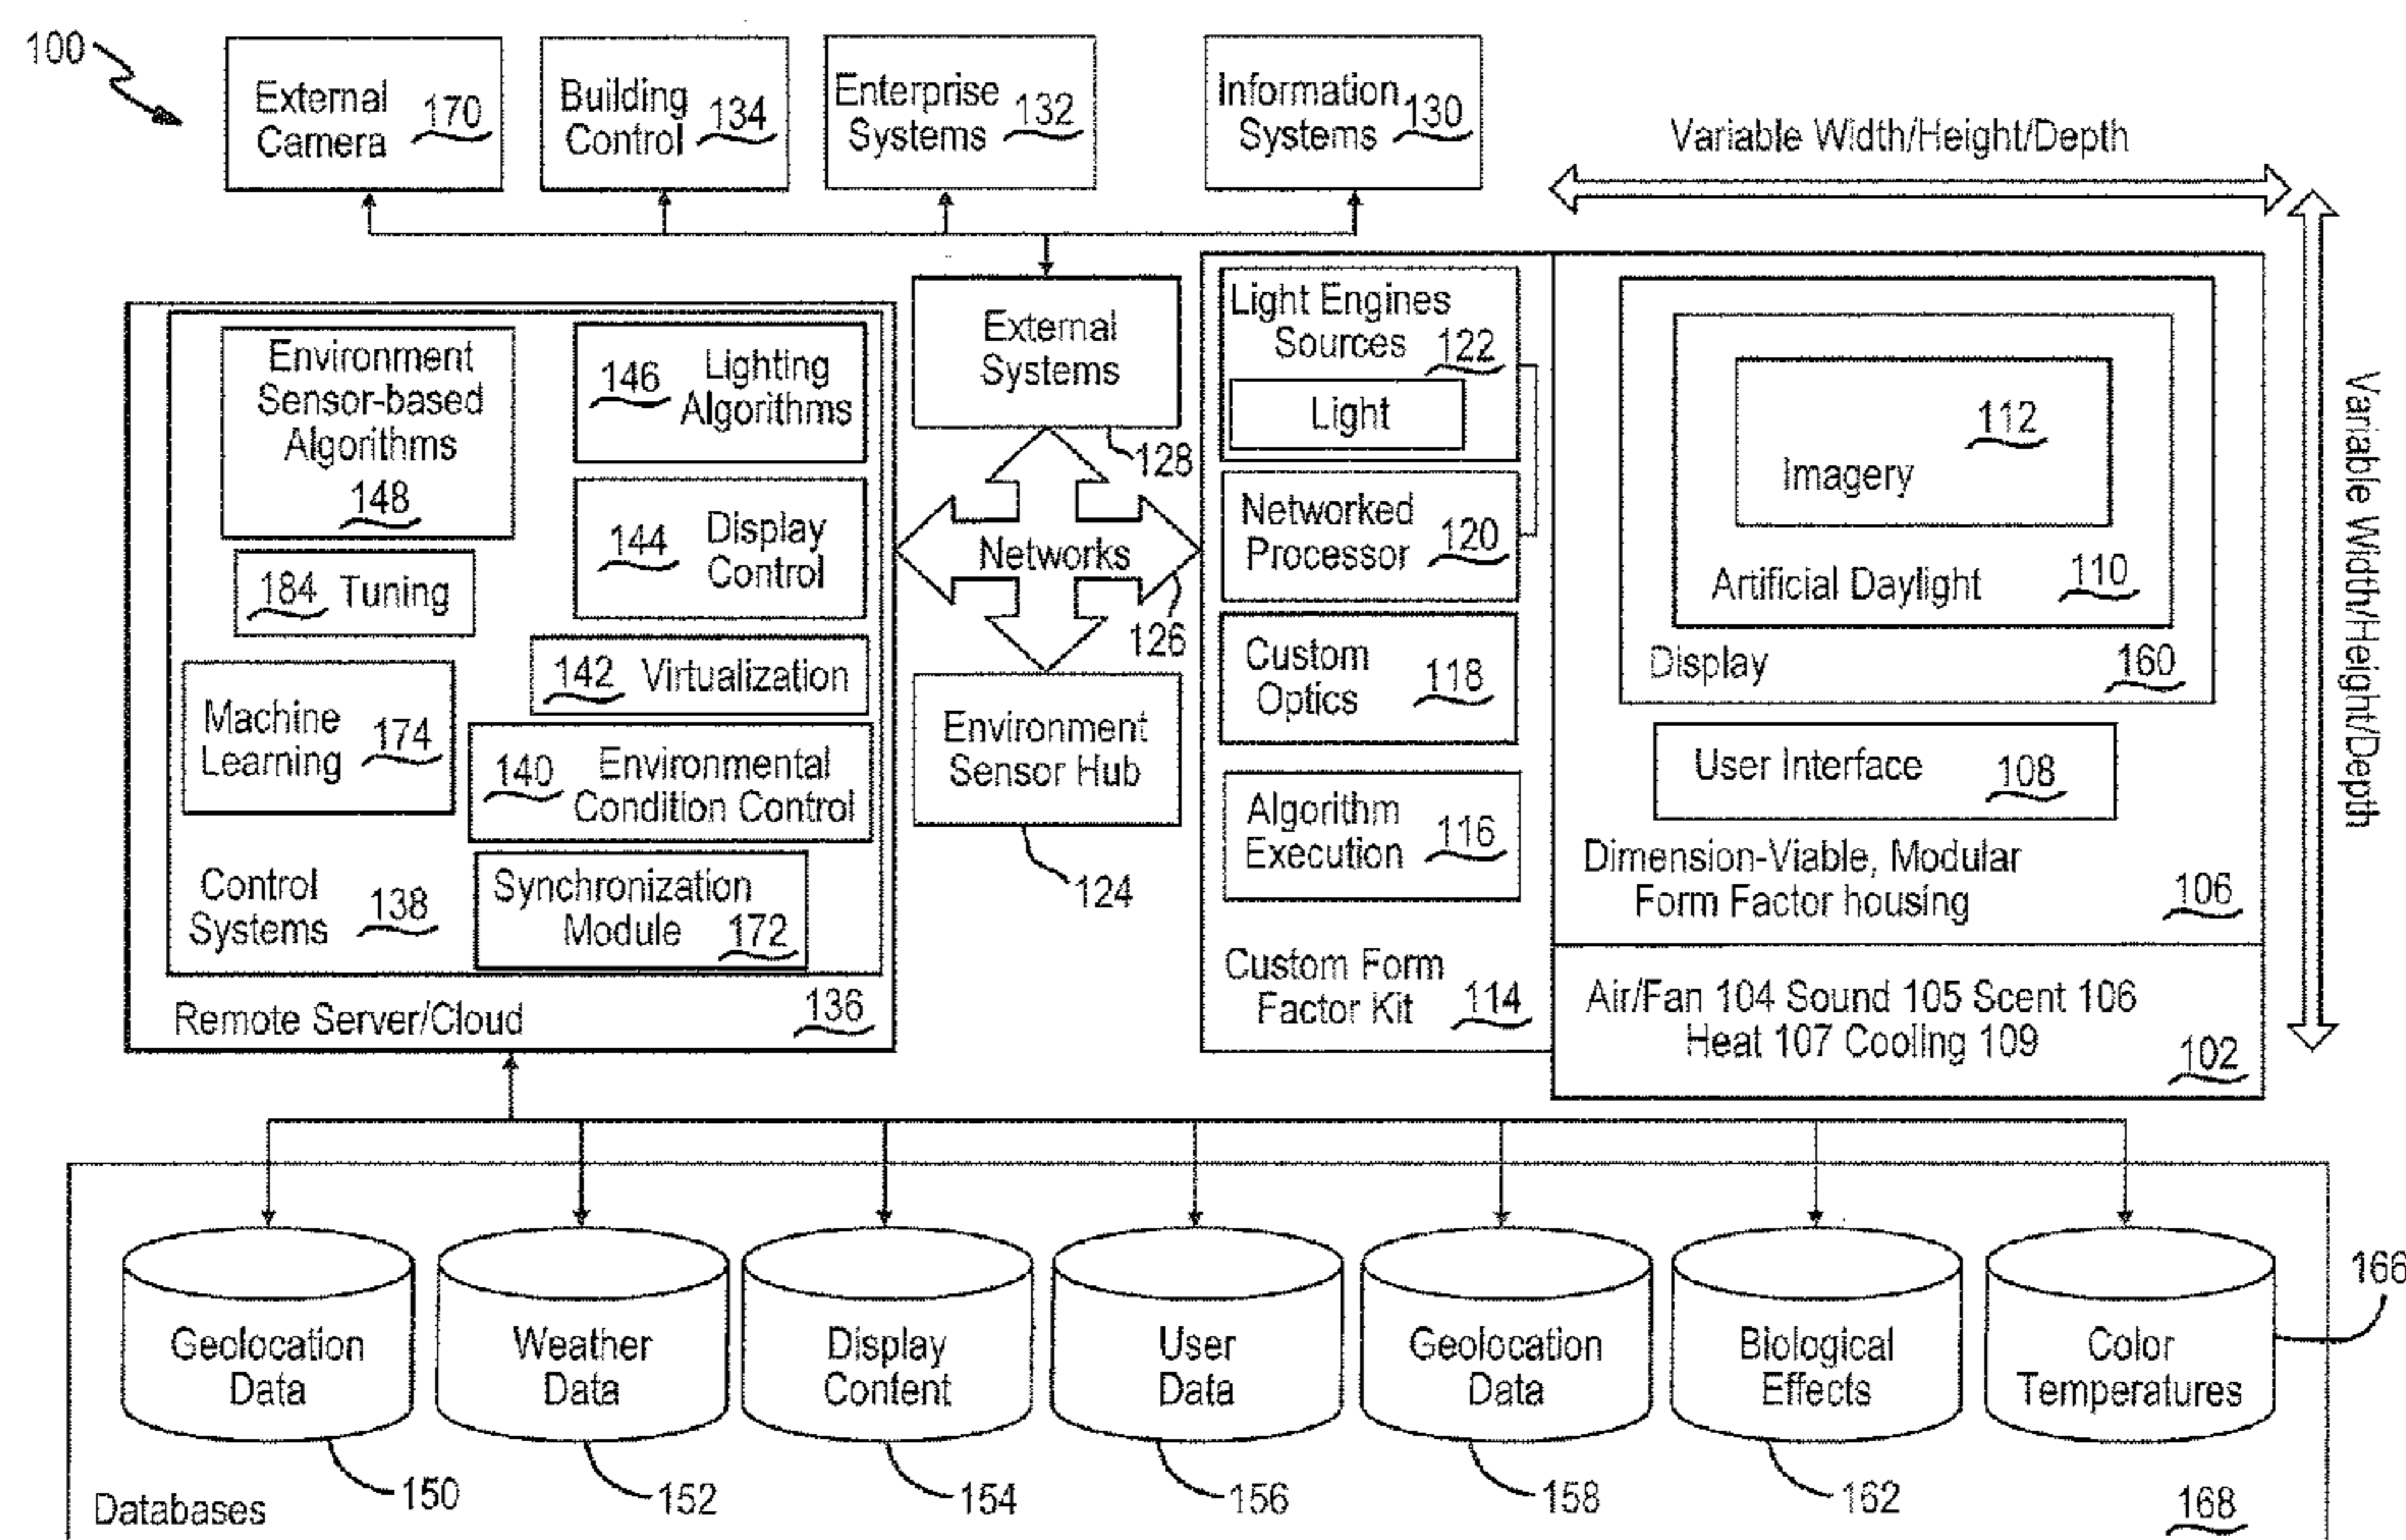 100
External
Camera 170
Building
Control 134
Enterprise
Systems 132
Information
Systems 130
Variable Width/Height/Depth
Variable Width/Height/Depth
Environment
Sensor-based
Algorithms
148
146 Lighting
Algorithms
184 Tuning
144 Display
Control
142 Virtualization
Machine
Learning 174
140 Environmental
Condition Control
Control
Systems 138
Synchronization
Module 172
Remote Server/Cloud 136
External
Systems
128
Networks
126
Environment
Sensor Hub
124
Light Engines
Sources 122
Light
Networked
Processor 120
Custom
Optics 118
Algorithm
Execution 116
Custom Form
Factor Kit 114
112
Imagery
Artificial Daylight 110
Display 160
User Interface 108
Dimension-Viable, Modular
Form Factor housing 106
Air/Fan 104 Sound 105 Scent 106
Heat 107 Cooling 109
102
Geolocation
Data
150
Weather
Data
152
Display
Content
154
User
Data
156
Geolocation
Data
158
Biological
Effects
162
Color
Temperatures
166
Databases 168